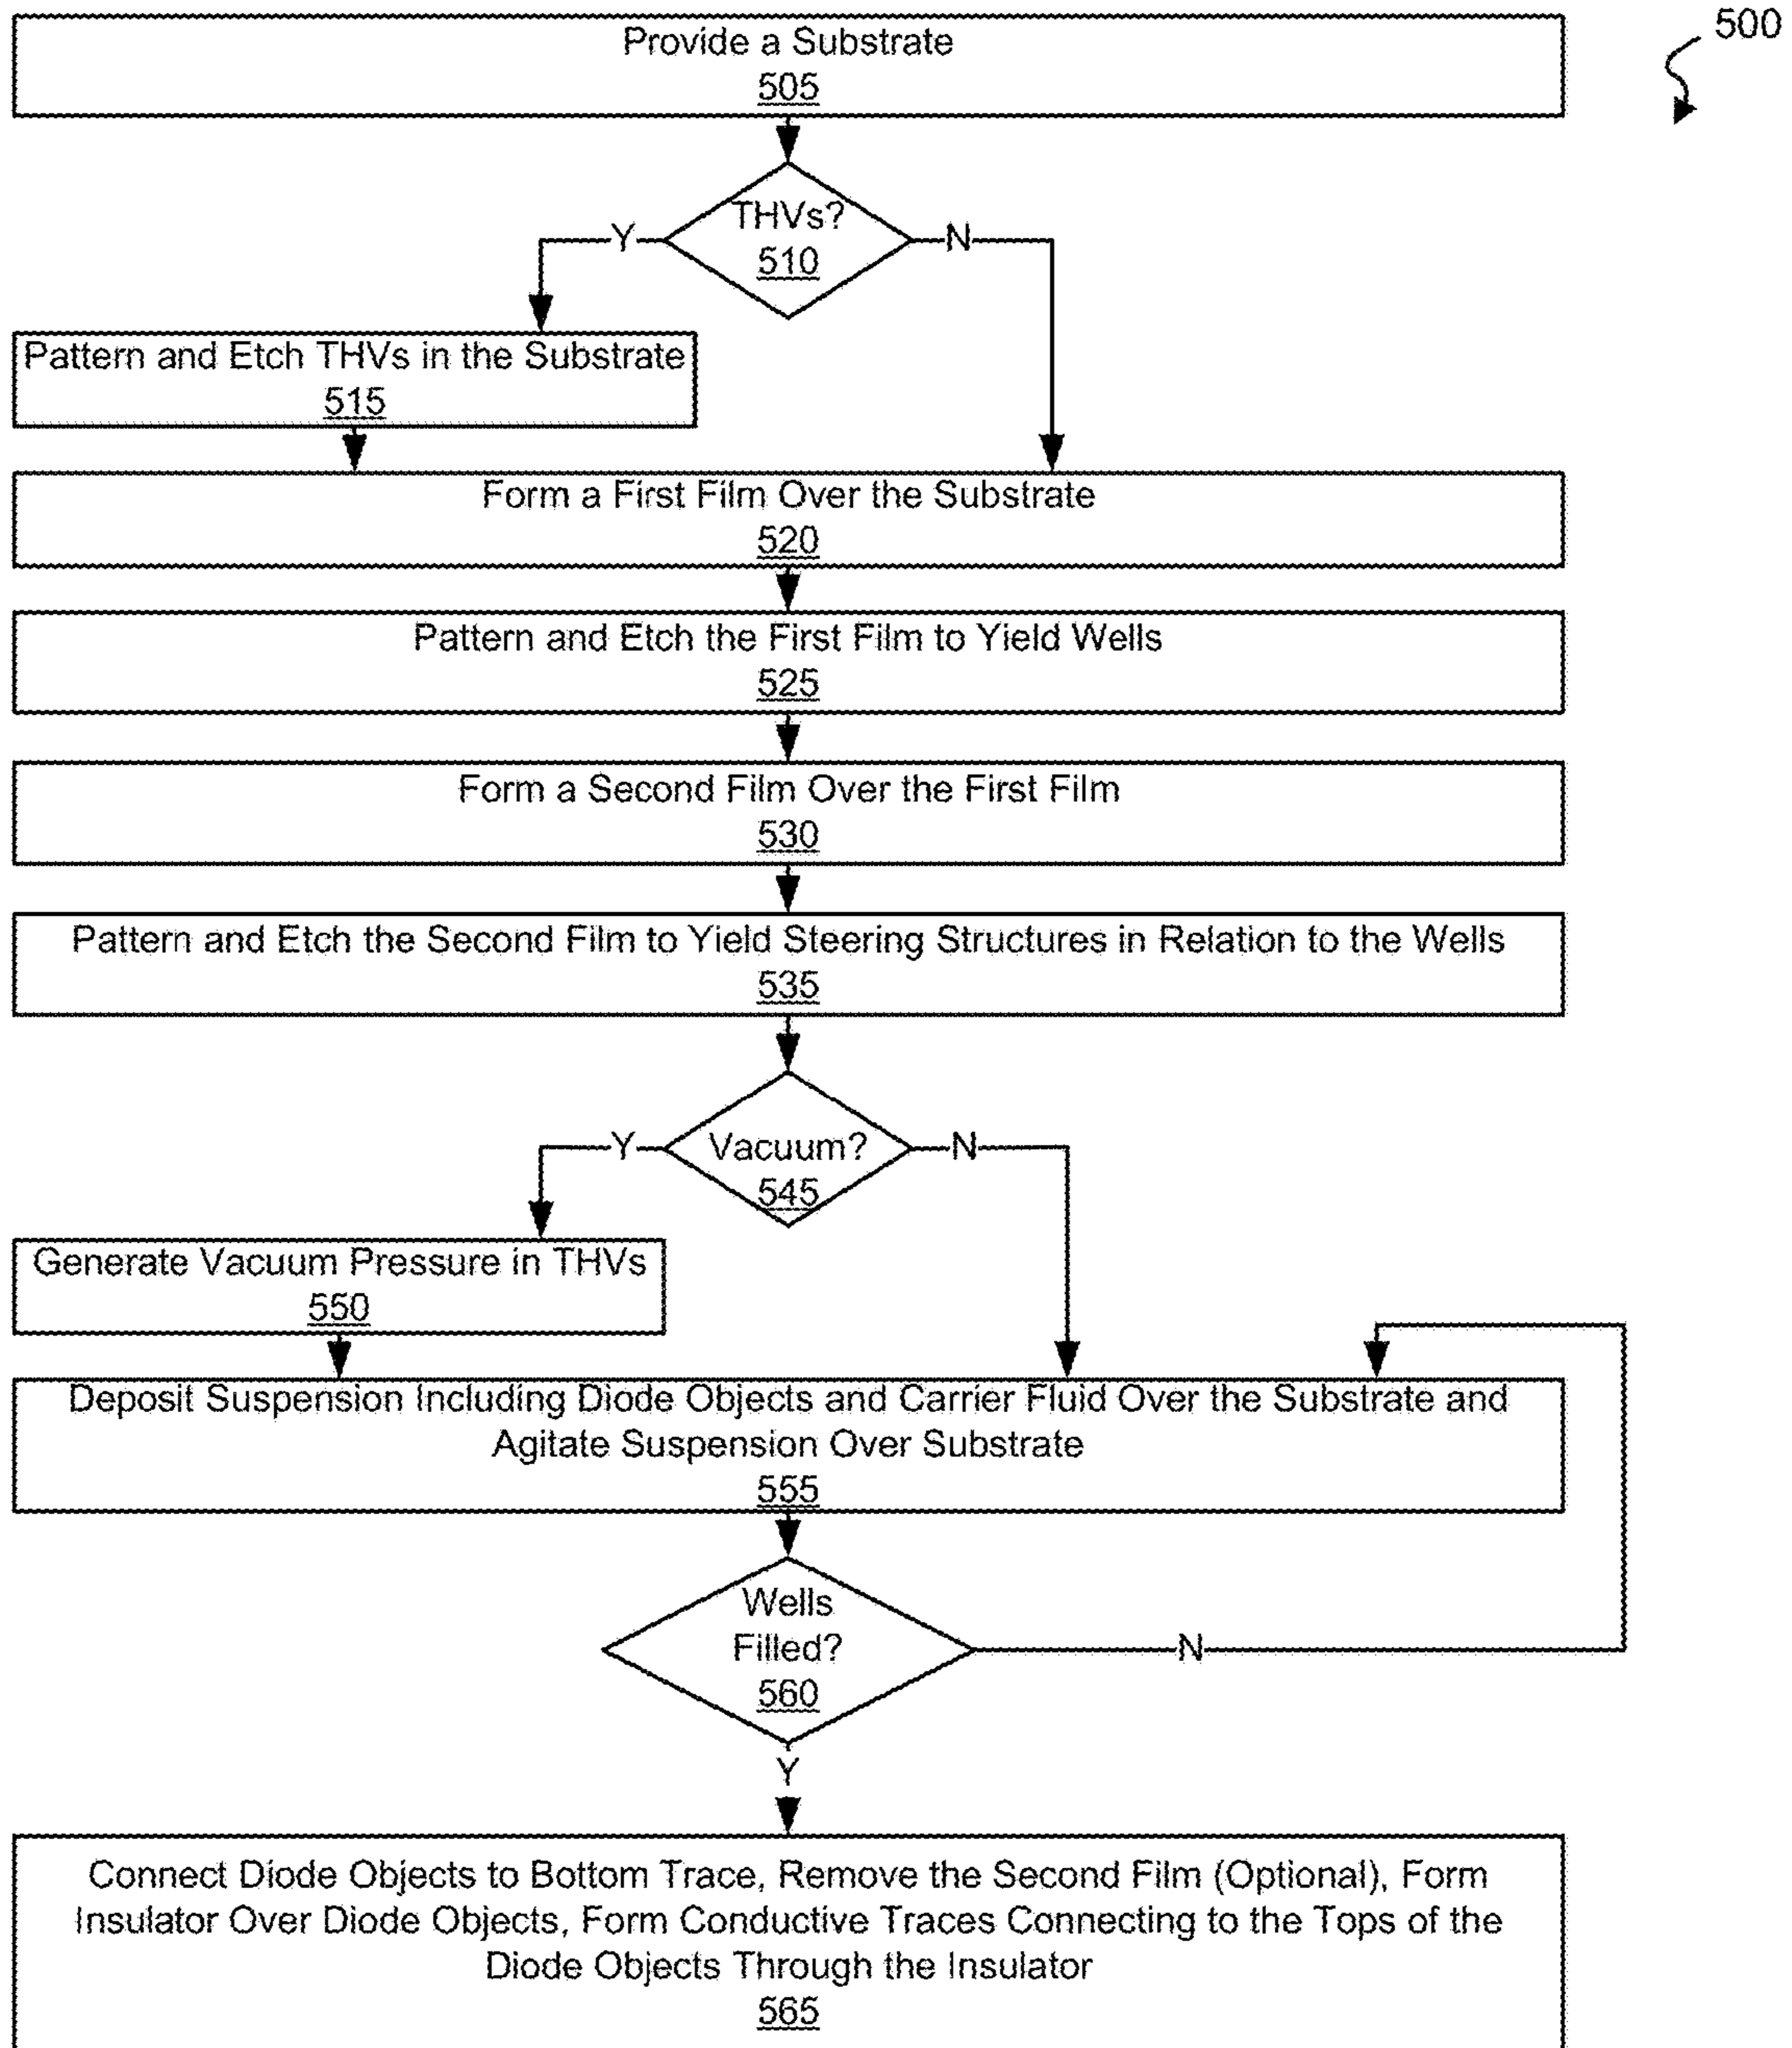 500
Provide a Substrate
505
THVs?
510
Y
N
Pattern and Etch THVs in the Substrate
515
Form a First Film Over the Substrate
520
Pattern and Etch the First Film to Yield Wells
525
Form a Second Film Over the First Film
530
Pattern and Etch the Second Film to Yield Steering Structures in Relation to the Wells
535
Vacuum?
545
Y
N
Generate Vacuum Pressure in THVs
550
Deposit Suspension Including Diode Objects and Carrier Fluid Over the Substrate and
Agitate Suspension Over Substrate
555
Wells
Filled?
560
N
Y
Connect Diode Objects to Bottom Trace, Remove the Second Film (Optional), Form
Insulator Over Diode Objects, Form Conductive Traces Connecting to the Tops of the
Diode Objects Through the Insulator
565